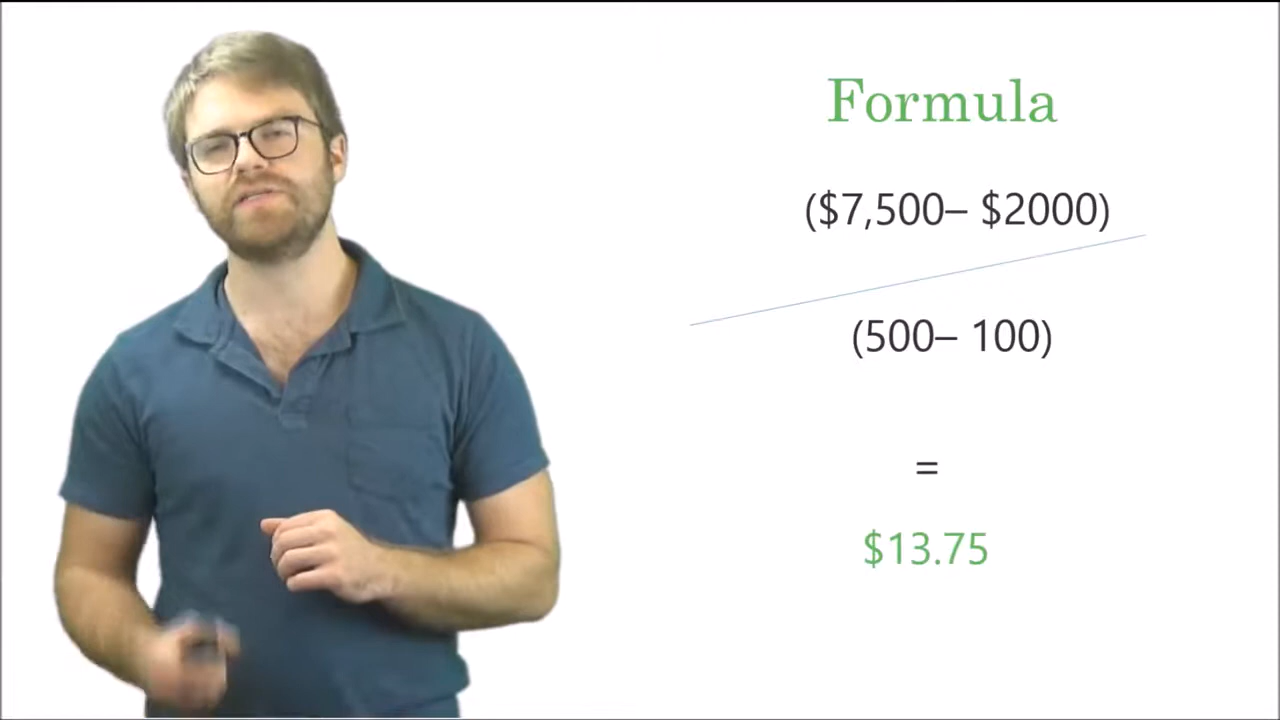 Formula
($7,500– $2000)
(500– 100)
=
$13.75